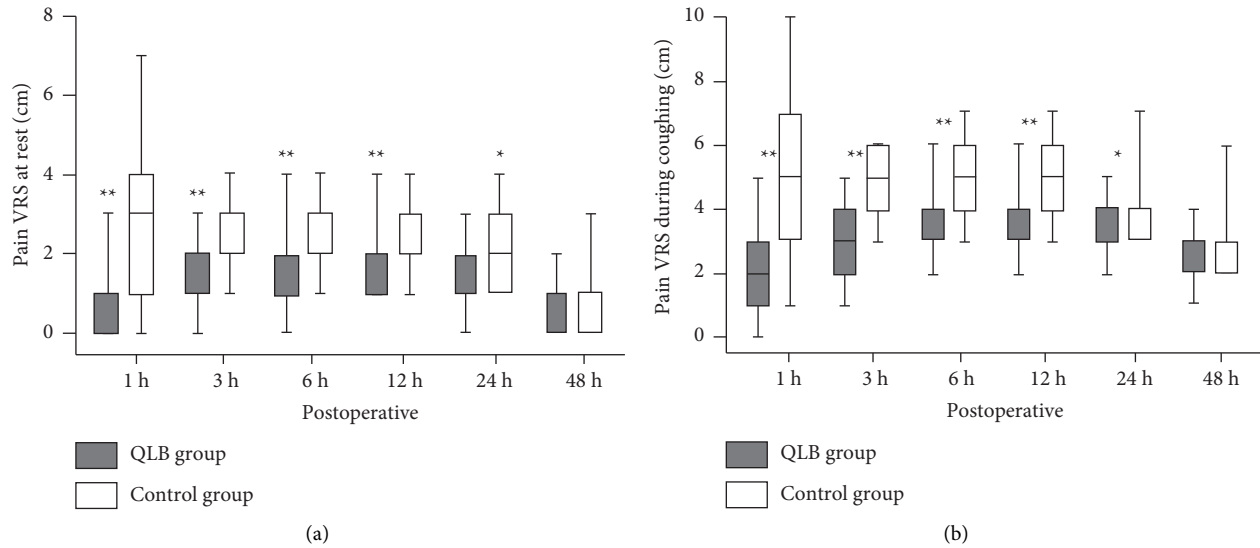 Pain VRS at rest (cm)
8
6
4
2
0
**
**
**
**
*
1 h 3 h 6 h 12 h 24 h 48 h
Postoperative
QLB group
Control group
(a)
Pain VRS during coughing (cm)
10
8
6
4
2
0
**
**
**
**
*
1 h 3 h 6 h 12 h 24 h 48 h
Postoperative
QLB group
Control group
(b)